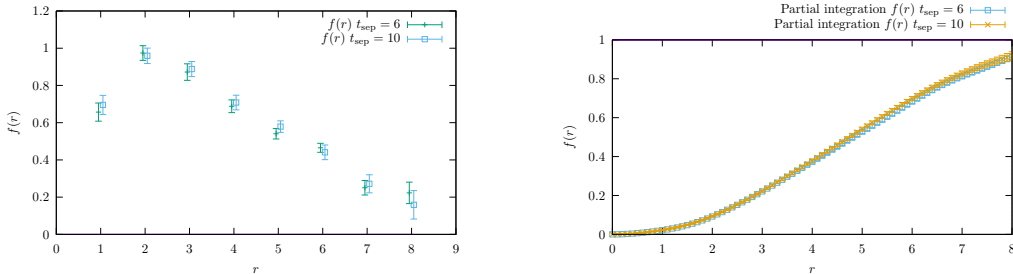 f(r) t_sep = 6
f(r) t_sep = 10
1.2
1
0.8
0.6
0.4
0.2
0
f(r)
0 1 2 3 4 5 6 7 8 9
r
Partial integration f(r) t_sep = 6
Partial integration f(r) t_sep = 10
1
0.8
0.6
0.4
0.2
0
f(r)
0 1 2 3 4 5 6 7 8
r